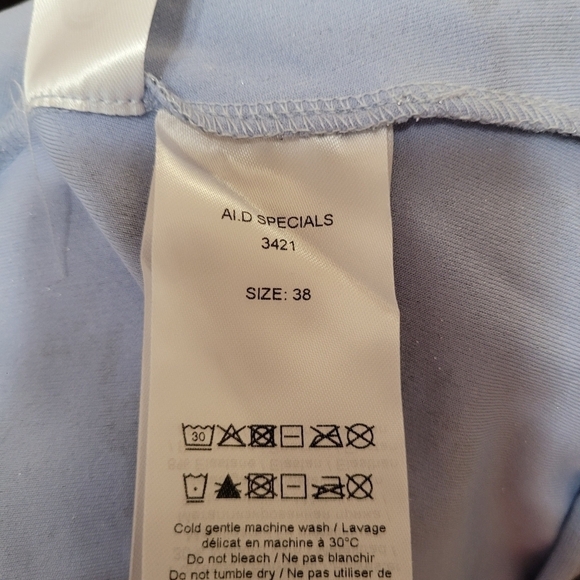 AI.D SPECIALS
3421
SIZE: 38
30
Cold gentle machine wash / Lavage
délicat en machine à 30°C
Do not bleach / Ne pas blanchir
Do not tumble dry / Ne pas utiliser de